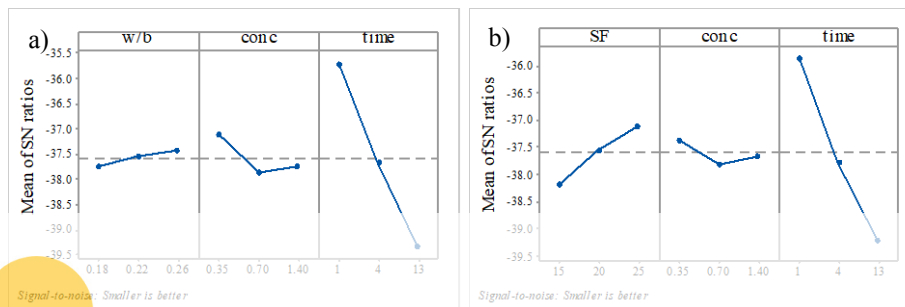 a)
w/b conc time
Mean of SN ratios
-35.5
-36.0
-36.5
-37.0
-37.5
-38.0
-38.5
-39.0
-39.5
0.18 0.22 0.26 0.35 0.70 1.40 1 4 13
Signal-to-noise: Smaller is better
b)
SF conc time
Mean of SN ratios
-36.0
-36.5
-37.0
-37.5
-38.0
-38.5
-39.0
-39.5
15 20 25 0.35 0.70 1.40 1 4 13
Signal-to-noise: Smaller is better